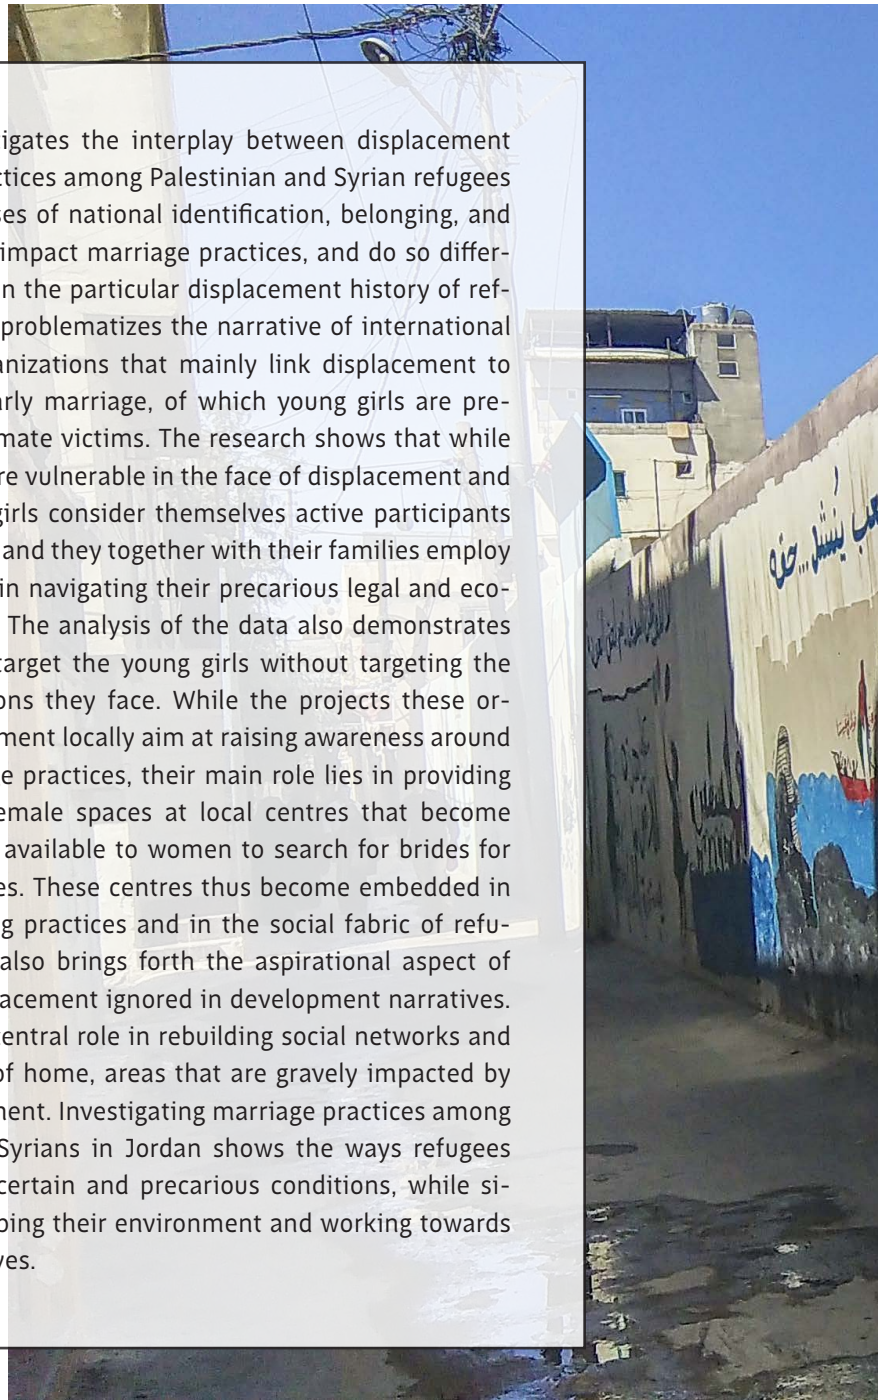 igates the interplay between displacement
ctices among Palestinian and Syrian refugees
ses of national identification, belonging, and
impact marriage practices, and do so differ-
n the particular displacement history of ref-
problematizes the narrative of international
anizations that mainly link displacement to
arly marriage, of which young girls are pre-
mate victims. The research shows that while
re vulnerable in the face of displacement and
girls consider themselves active participants
and they together with their families employ
in navigating their precarious legal and eco-
The analysis of the data also demonstrates
target the young girls without targeting the
ons they face. While the projects these or-
ment locally aim at raising awareness around
e practices, their main role lies in providing
emale spaces at local centres that become
available to women to search for brides for
es. These centres thus become embedded in
g practices and in the social fabric of refu-
also brings forth the aspirational aspect of
acement ignored in development narratives.
central role in rebuilding social networks and
of home, areas that are gravely impacted by
ment. Investigating marriage practices among
Syrians in Jordan shows the ways refugees
certain and precarious conditions, while si-
ping their environment and working towards
ves.
حقه